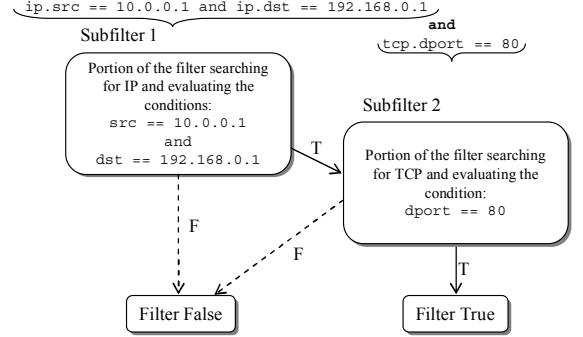 ip.src == 10.0.0.1 and ip.dst == 192.168.0.1
and
tcp.dport == 80
Subfilter 1
Portion of the filter searching
for IP and evaluating the
conditions:
src == 10.0.0.1
and
dst == 192.168.0.1
Subfilter 2
T
Portion of the filter searching
for TCP and evaluating the
condition:
dport == 80
F
F
T
Filter False
Filter True